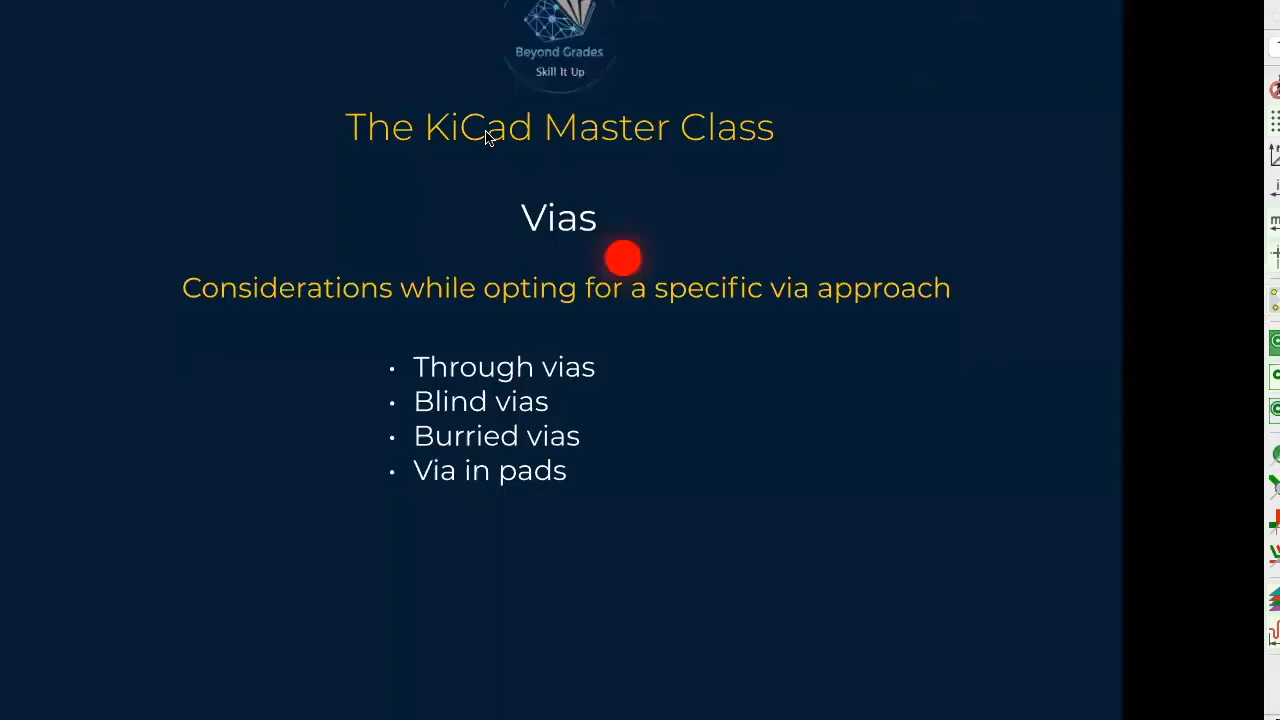 Beyond Grades
Skill It Up
The KiCad Master Class
Vias
Considerations while opting for a specific via approach
• Through vias
• Blind vias
• Burried vias
• Via in pads